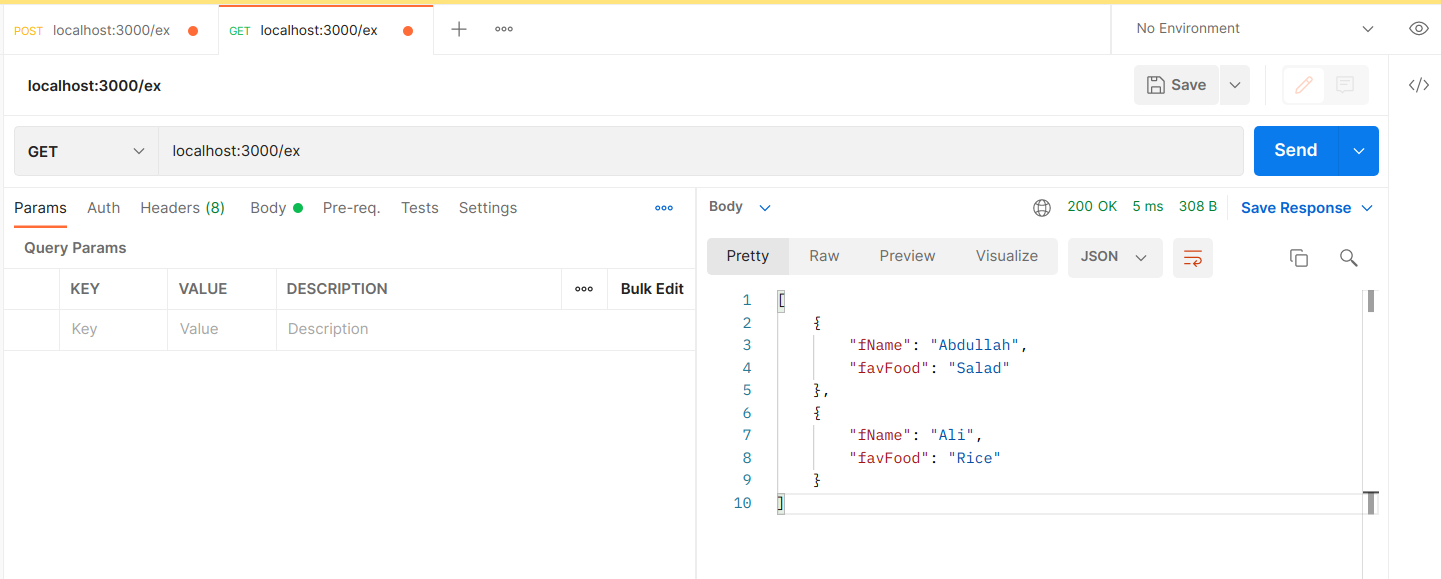 POST localhost:3000/ex GET localhost:3000/ex No Environment
localhost:3000/ex Save
GET localhost:3000/ex Send
Params Auth Headers (8) Body Pre-req. Tests Settings
Body 200 OK 5 ms 308 B Save Response
Query Params
Pretty Raw Preview Visualize JSON
KEY VALUE DESCRIPTION Bulk Edit
Key Value Description
1 [
2 {
3 "fName": "Abdullah",
4 "favFood": "Salad"
5 },
6 {
7 "fName": "Ali",
8 "favFood": "Rice"
9 }
10 ]